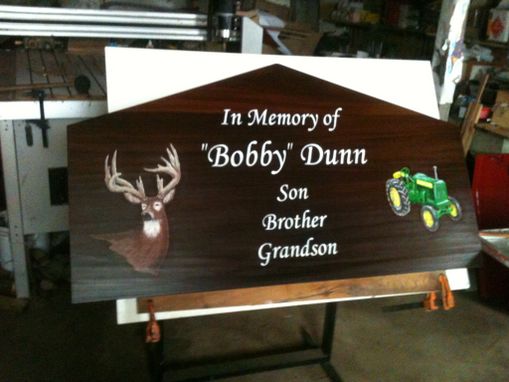 In Memory of
"Bobby" Dunn
Son
Brother
Grandson